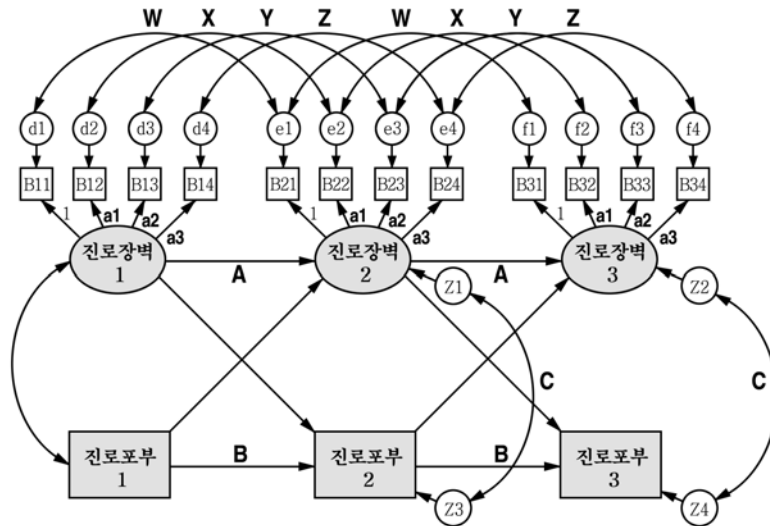 W X Y Z W X Y Z
d1 d2 d3 d4 e1 e2 e3 e4 f1 f2 f3 f4
B11 B12 B13 B14 B21 B22 B23 B24 B31 B32 B33 B34
1 a1 a2 a3 1 a1 a2 a3 1 a1 a2 a3
진로장벽 진로장벽 진로장벽
1 A 2 A 3
Z1 Z2
C C
진로포부 진로포부 진로포부
1 B 2 B 3
Z3 Z4